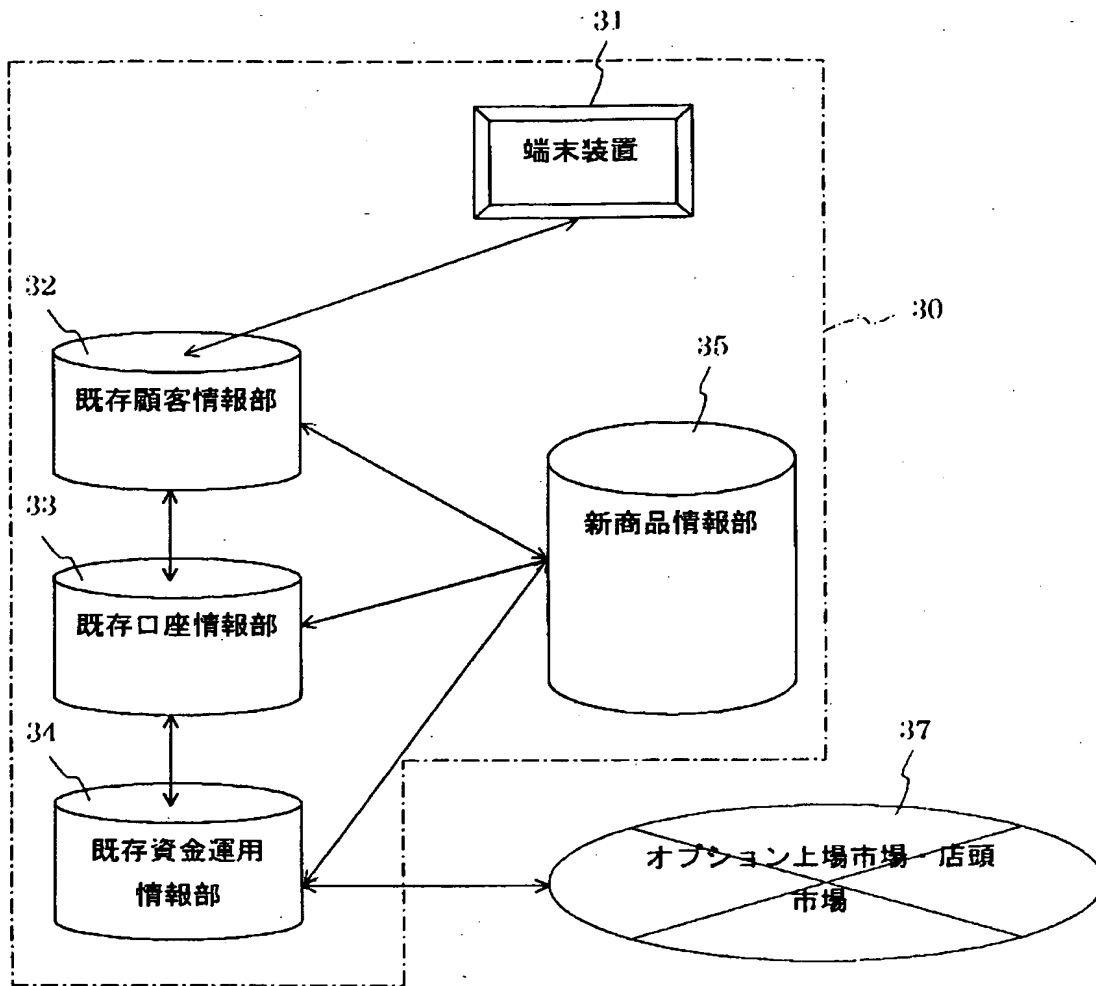 31
端末装置
32
30
35
既存顧客情報部
33
新商品情報部
既存口座情報部
34
37
既存資金運用
情報部
オプション上場市場・店頭
市場